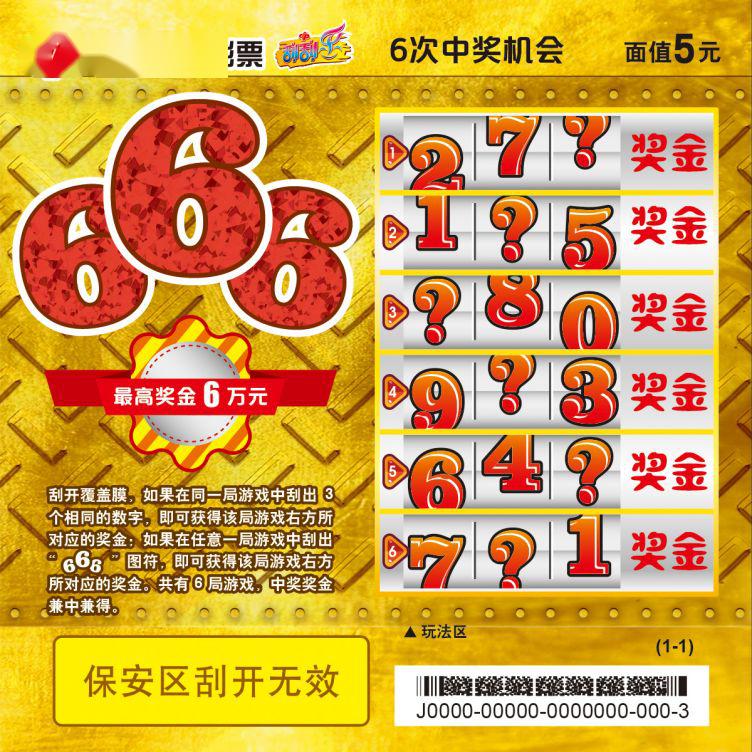 票 刮刮乐 6次中奖机会 面值5元
666
最高奖金6万元
刮开覆盖膜，如果在同一局游戏中刮出 3
个相同的数字，即可获得该局游戏右方所
对应的奖金；如果在任意一局游戏中刮出
“666”图符，即可获得该局游戏右方
所对应的奖金。共有6局游戏，中奖奖金
兼中兼得。
1 2 7 ? 奖金
2 1 ? 5 奖金
3 ? 8 0 奖金
4 9 ? 3 奖金
5 6 4 ? 奖金
6 7 ? 1 奖金
▲玩法区
(1-1)
保安区刮开无效
J0000-00000-0000000-000-3